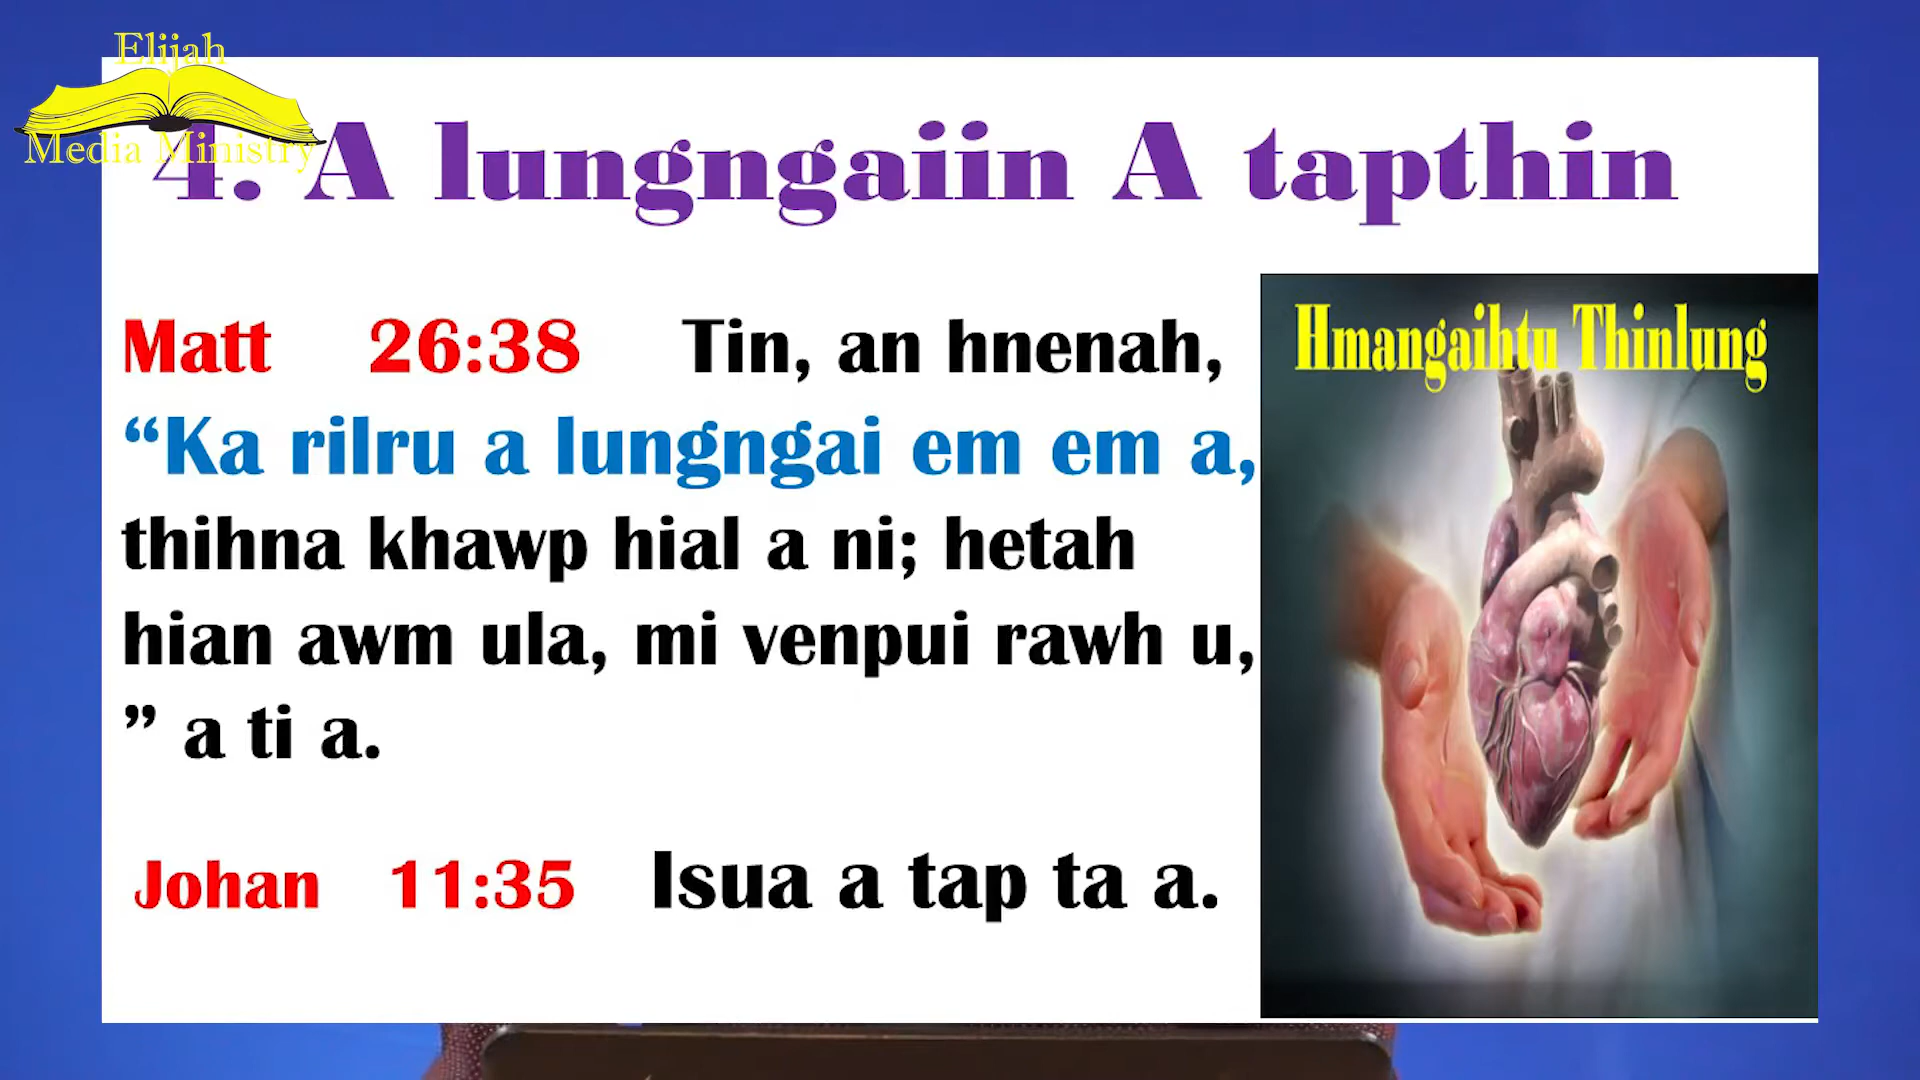 Elijah
Media Ministry
4. A lungngaiin A tapthin
Matt 26:38 Tin, an hnenah,
“Ka rilru a lungngai em em a,
thihna khawp hial a ni; hetah
hian awm ula, mi venpui rawh u,
” a ti a.
Johan 11:35 Isua a tap ta a.
Hmangaihtu Thinlung